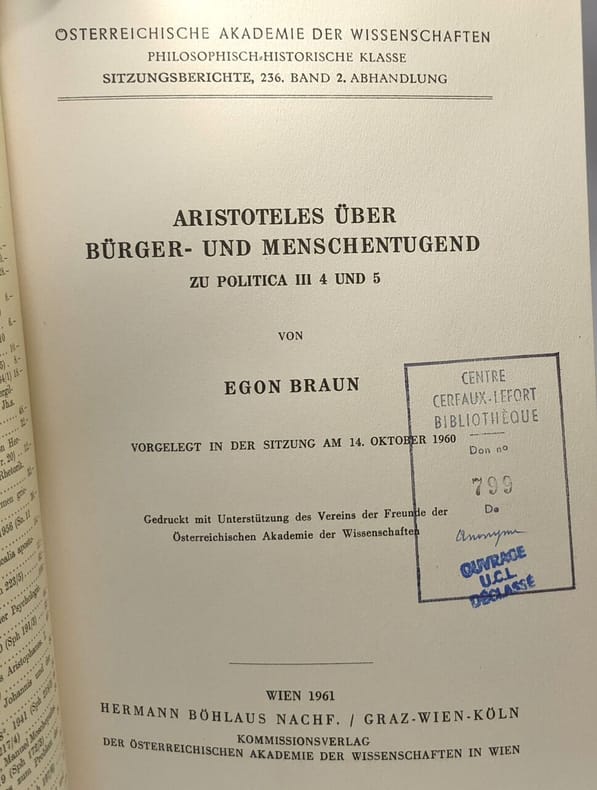 ÖSTERREICHISCHE AKADEMIE DER WISSENSCHAFTEN
PHILOSOPHISCH-HISTORISCHE KLASSE
SITZUNGSBERICHTE, 236. BAND 2. ABHANDLUNG
ARISTOTELES ÜBER
BÜRGER- UND MENSCHENTUGEND
ZU POLITICA III 4 UND 5
VON
EGON BRAUN
VORGELEGT IN DER SITZUNG AM 14. OKTOBER 1960
Gedruckt mit Unterstützung des Vereins der Freunde der
Österreichischen Akademie der Wissenschaften
CENTRE
CERFAUX-LEFORT
BIBLIOTHÈQUE
Don nº
799
De
Anonyme
OUVRAGE
U.C.L.
DÉCLASSÉ
WIEN 1961
HERMANN BÖHLAUS NACHF. / GRAZ-WIEN-KÖLN
KOMMISSIONSVERLAG
DER ÖSTERREICHISCHEN AKADEMIE DER WISSENSCHAFTEN IN WIEN